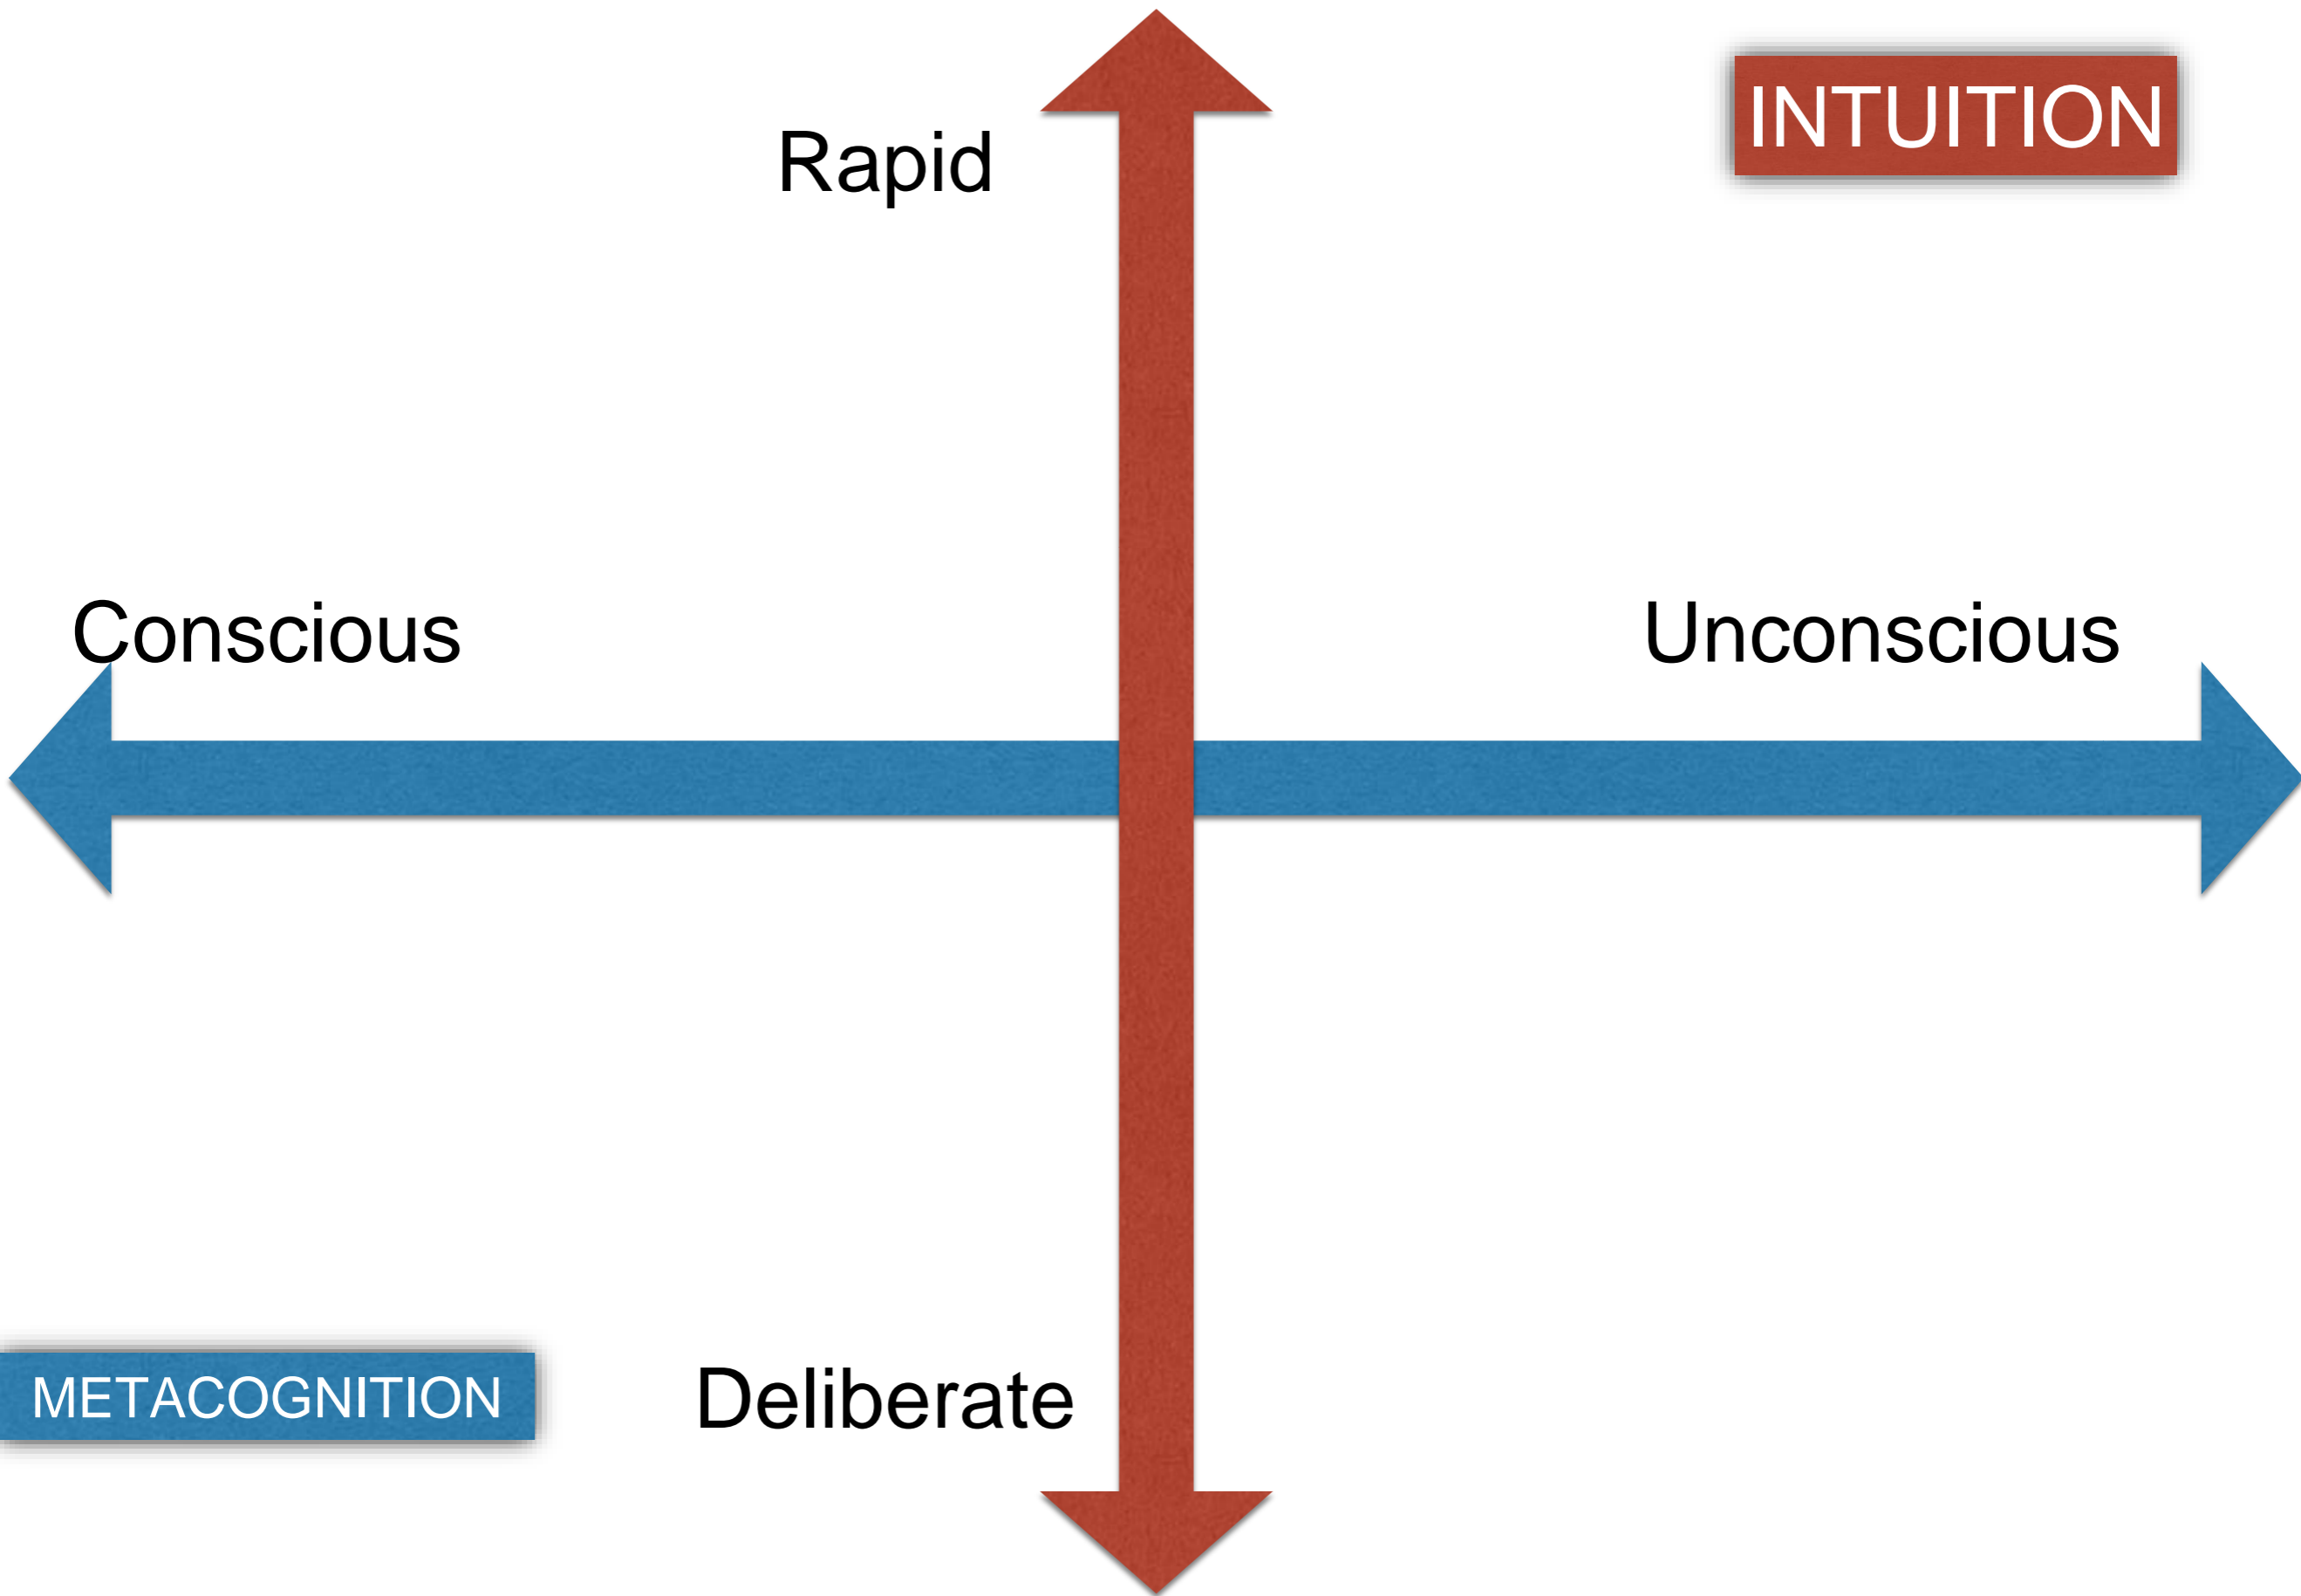 INTUITION
Rapid
Conscious
Unconscious
METACOGNITION
Deliberate